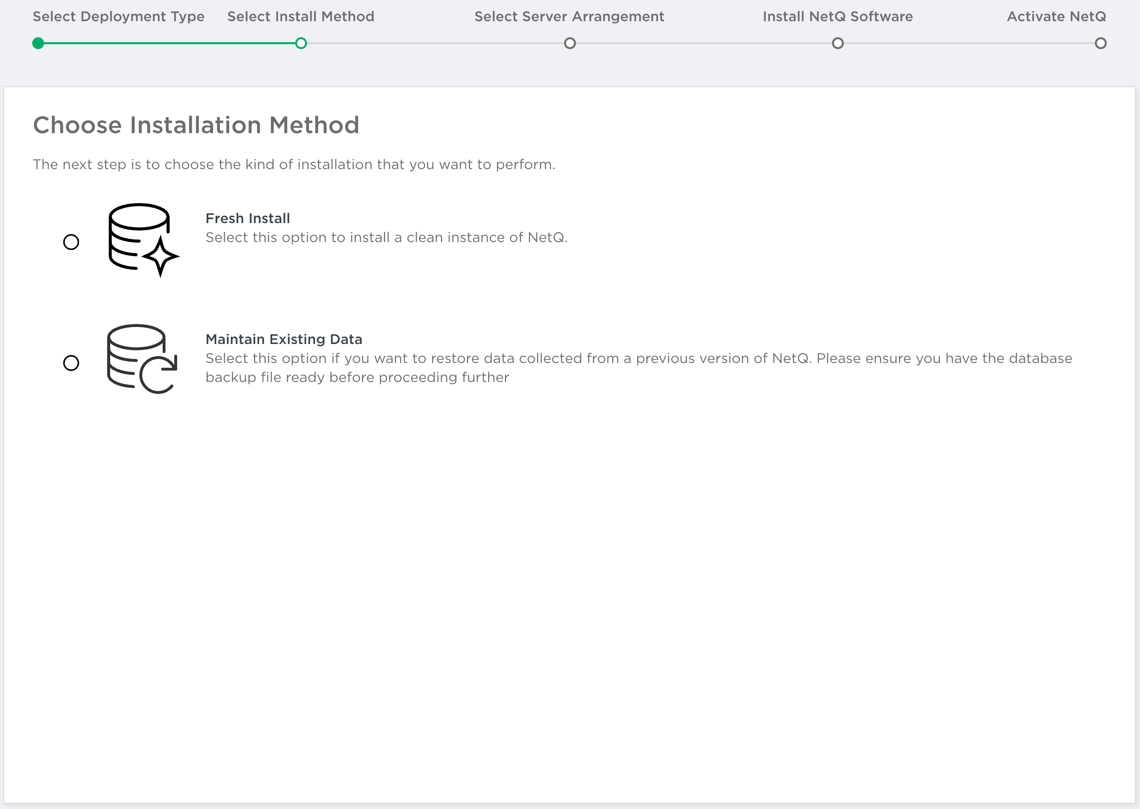 Select Deployment Type Select Install Method Select Server Arrangement Install NetQ Software Activate NetQ
Choose Installation Method
The next step is to choose the kind of installation that you want to perform.
Fresh Install
Select this option to install a clean instance of NetQ.
Maintain Existing Data
Select this option if you want to restore data collected from a previous version of NetQ. Please ensure you have the database
backup file ready before proceeding further